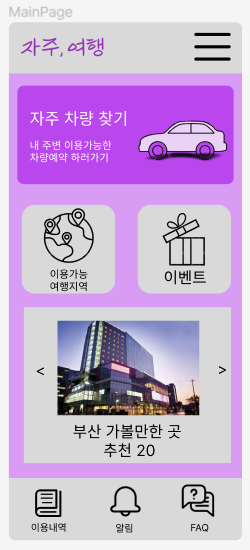 MainPage
자주, 여행
자주 차량 찾기
내 주변 이용가능한
차량예약 하러가기
이용가능
여행지역
이벤트
<
>
부산 가볼만한 곳
추천 20
이용내역
알림
FAQ